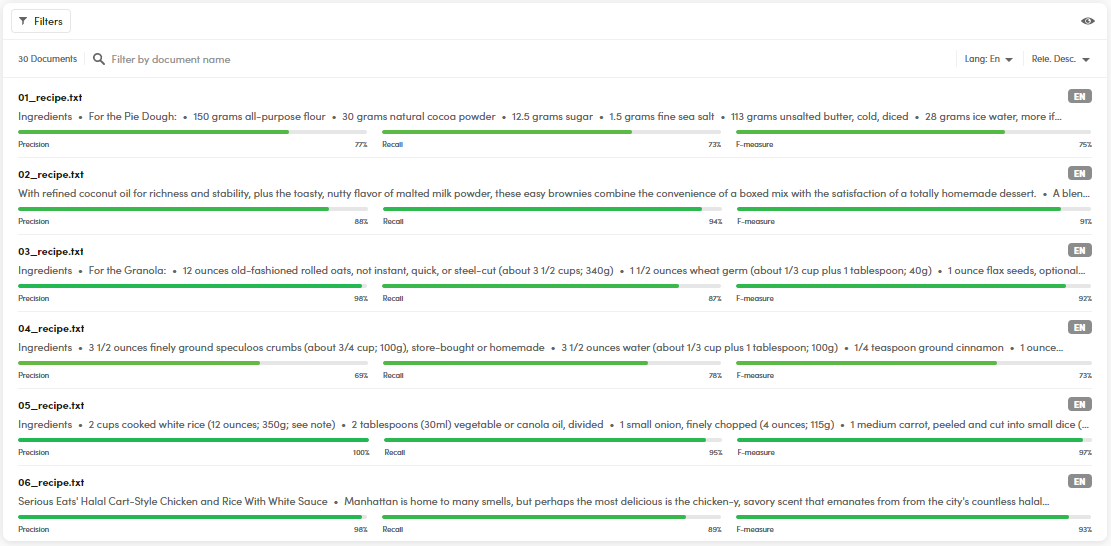 Filters
30 Documents Filter by document name Lang: En Rele. Desc.
01_recipe.txt EN
Ingredients • For the Pie Dough: • 150 grams all-purpose flour • 30 grams natural cocoa powder • 12.5 grams sugar • 1.5 grams fine sea salt • 113 grams unsalted butter, cold, diced • 28 grams ice water, more if...
Precision 77% Recall 73% F-measure 75%
02_recipe.txt EN
With refined coconut oil for richness and stability, plus the toasty, nutty flavor of malted milk powder, these easy brownies combine the convenience of a boxed mix with the satisfaction of a totally homemade dessert. • A blen...
Precision 88% Recall 94% F-measure 91%
03_recipe.txt EN
Ingredients • For the Granola: • 12 ounces old-fashioned rolled oats, not instant, quick, or steel-cut (about 3 1/2 cups; 340g) • 1 1/2 ounces wheat germ (about 1/3 cup plus 1 tablespoon; 40g) • 1 ounce flax seeds, optional...
Precision 98% Recall 87% F-measure 92%
04_recipe.txt EN
Ingredients • 3 1/2 ounces finely ground speculoos crumbs (about 3/4 cup; 100g), store-bought or homemade • 3 1/2 ounces water (about 1/3 cup plus 1 tablespoon; 100g) • 1/4 teaspoon ground cinnamon • 1 ounce...
Precision 69% Recall 78% F-measure 73%
05_recipe.txt EN
Ingredients • 2 cups cooked white rice (12 ounces; 350g; see note) • 2 tablespoons (30ml) vegetable or canola oil, divided • 1 small onion, finely chopped (4 ounces; 115g) • 1 medium carrot, peeled and cut into small dice (...
Precision 100% Recall 95% F-measure 97%
06_recipe.txt EN
Serious Eats' Halal Cart-Style Chicken and Rice With White Sauce • Manhattan is home to many smells, but perhaps the most delicious is the chicken-y, savory scent that emanates from from the city's countless halal...
Precision 98% Recall 89% F-measure 93%